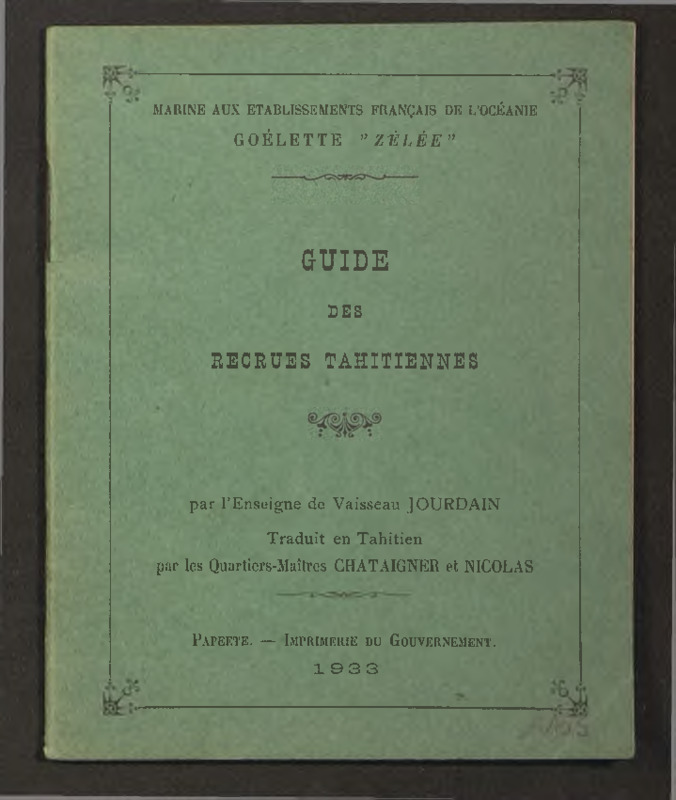 MARINE AUX ETABLISSEMENTS FRANÇAIS DE L'OCÉANIE
GOÉLETTE "ZÉLÉE"
GUIDE
DES
RECRUES TAHITIENNES
par l'Enseigne de Vaisseau JOURDAIN
Traduit en Tahitien
par les Quartiers-Maîtres CHATAIGNER et NICOLAS
PAPEETE. — IMPRIMERIE DU GOUVERNEMENT.
1933